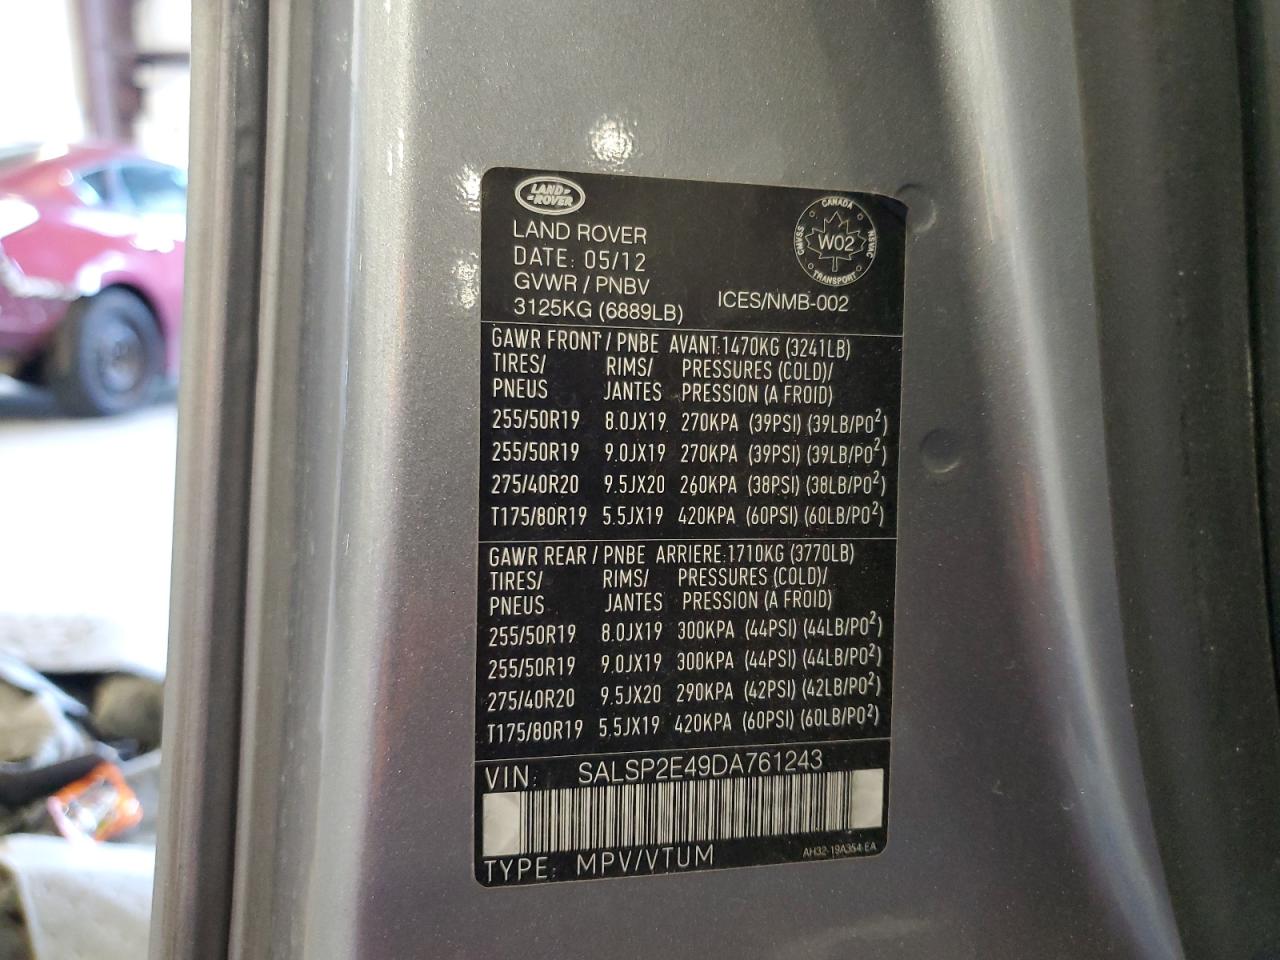 LAND-
-ROVER
CANADA
CMVSS
NSVAC
W02
TRANSPORT
LAND ROVER
DATE: 05/12
GVWR / PNBV
3125KG (6889LB)
ICES/NMB-002
GAWR FRONT / PNBE AVANT:1470KG (3241LB)
TIRES/ RIMS/ PRESSURES (COLD)/
PNEUS JANTES PRESSION (A FROID)
255/50R19 8.0JX19 270KPA (39PSI) (39LB/PO²)
255/50R19 9.0JX19 270KPA (39PSI) (39LB/PO²)
275/40R20 9.5JX20 260KPA (38PSI) (38LB/PO²)
T175/80R19 5.5JX19 420KPA (60PSI) (60LB/PO²)
GAWR REAR / PNBE ARRIERE:1710KG (3770LB)
TIRES/ RIMS/ PRESSURES (COLD)/
PNEUS JANTES PRESSION (A FROID)
255/50R19 8.0JX19 300KPA (44PSI) (44LB/PO²)
255/50R19 9.0JX19 300KPA (44PSI) (44LB/PO²)
275/40R20 9.5JX20 290KPA (42PSI) (42LB/PO²)
T175/80R19 5.5JX19 420KPA (60PSI) (60LB/PO²)
VIN: SALSP2E49DA761243
TYPE: MPV/VTUM
AH32-19A354-EA